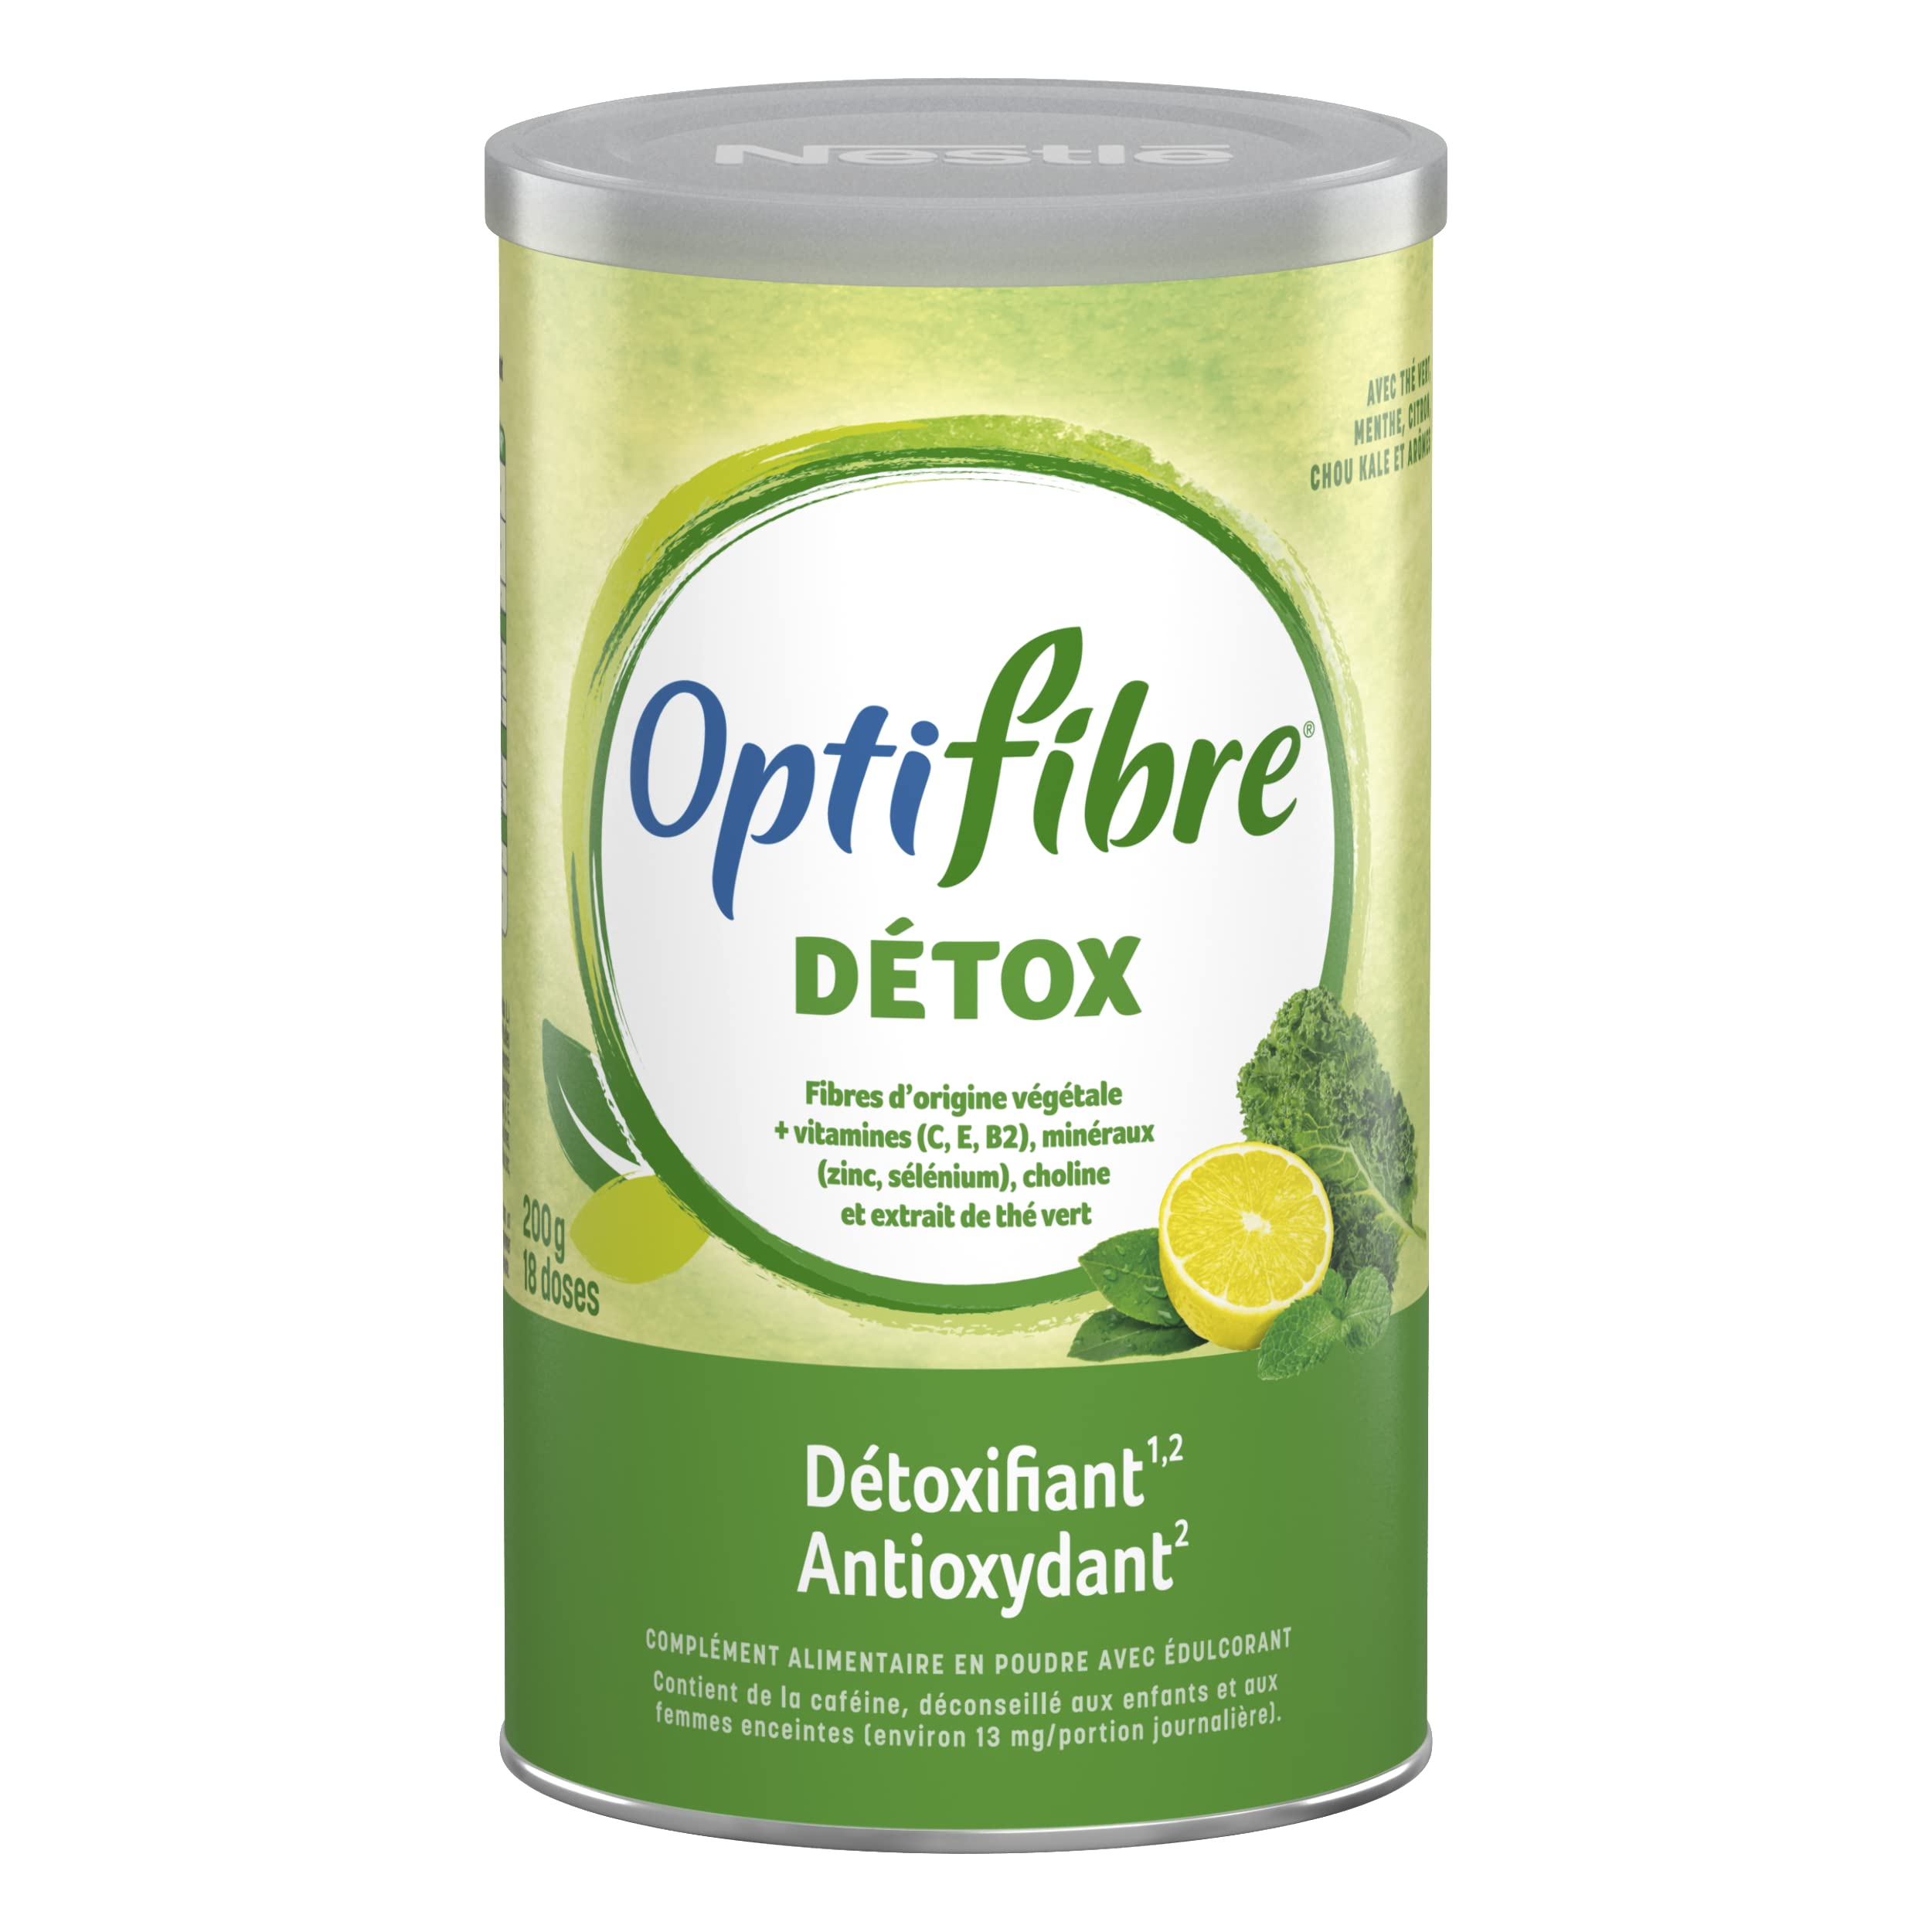 Nestlé
AVEC THÉ VERT,
MENTHE, CITRON,
CHOU KALE ET ARÔMES
Optifibre®
DÉTOX
Fibres d'origine végétale
+ vitamines (C, E, B2), minéraux
(zinc, sélénium), choline
et extrait de thé vert
200g
18 doses
Détoxifiant1,2
Antioxydant2
COMPLÉMENT ALIMENTAIRE EN POUDRE AVEC ÉDULCORANT
Contient de la caféine, déconseillé aux enfants et aux
femmes enceintes (environ 13 mg/portion journalière).